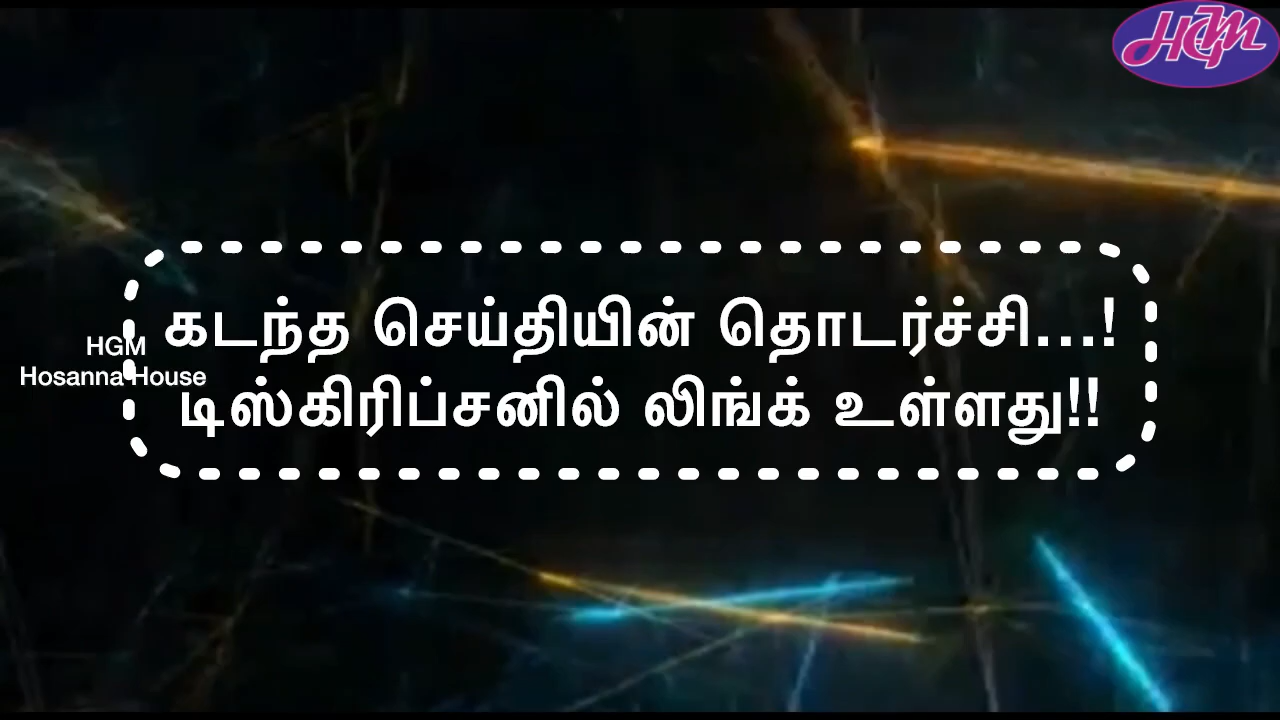 HGM
கடந்த செய்தியின் தொடர்ச்சி...!
HGM
Hosanna House
டிஸ்கிரிப்சனில் லிங்க் உள்ளது!!